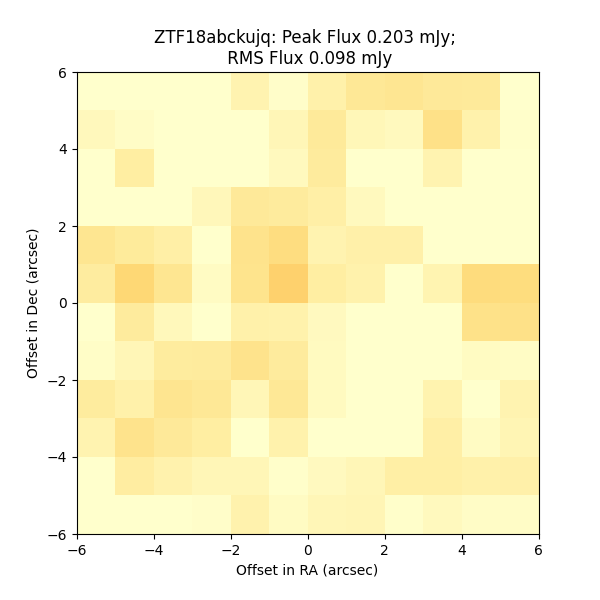 ZTF18abckujq: Peak Flux 0.203 mJy;
RMS Flux 0.098 mJy
6
4
2
0
−2
−4
−6
Offset in Dec (arcsec)
−6 −4 −2 0 2 4 6
Offset in RA (arcsec)